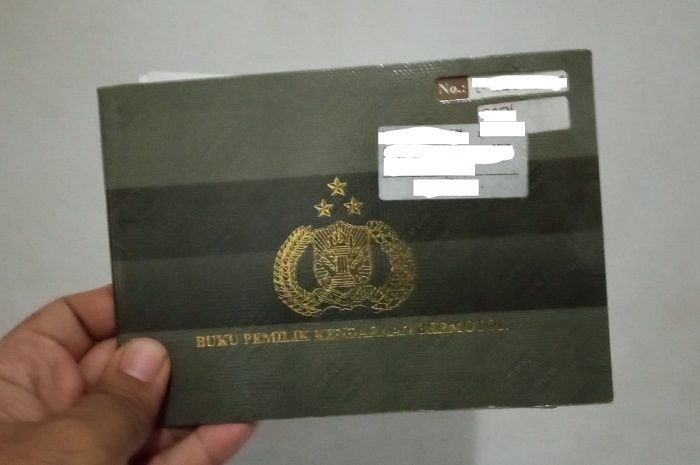 No.:
BUKU PEMILIK KENDARAAN BERMOTOR